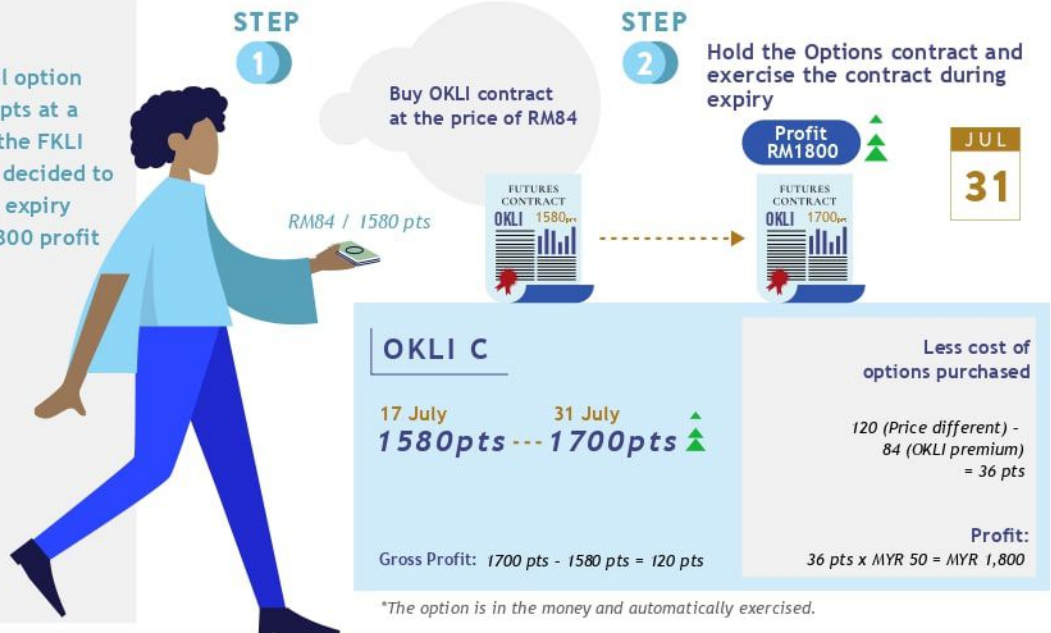 l option
pts at a
the FKLI
decided to
expiry
800 profit
STEP
1
Buy OKLI contract
at the price of RM84
RM84 / 1580 pts
FUTURES
CONTRACT
OKLI 1580pts
STEP
2
Hold the Options contract and
exercise the contract during
expiry
Profit
RM1800
FUTURES
CONTRACT
OKLI 1700pts
JUL
31
OKLI C
17 July
31 July
1580pts --- 1700pts
Gross Profit: 1700 pts - 1580 pts = 120 pts
Less cost of
options purchased
120 (Price different) -
84 (OKLI premium)
= 36 pts
Profit:
36 pts x MYR 50 = MYR 1,800
*The option is in the money and automatically exercised.